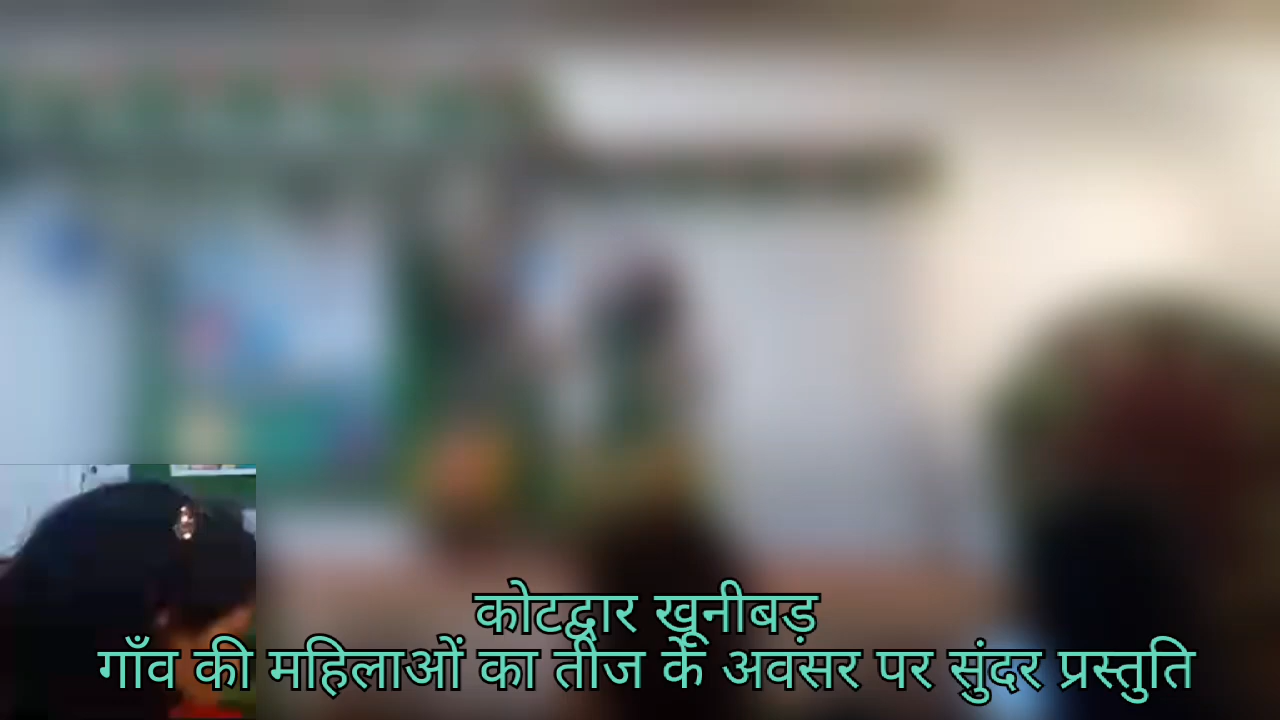 कोटद्वार खूनीबड़
गाँव की महिलाओं का तीज के अवसर पर सुंदर प्रस्तुति